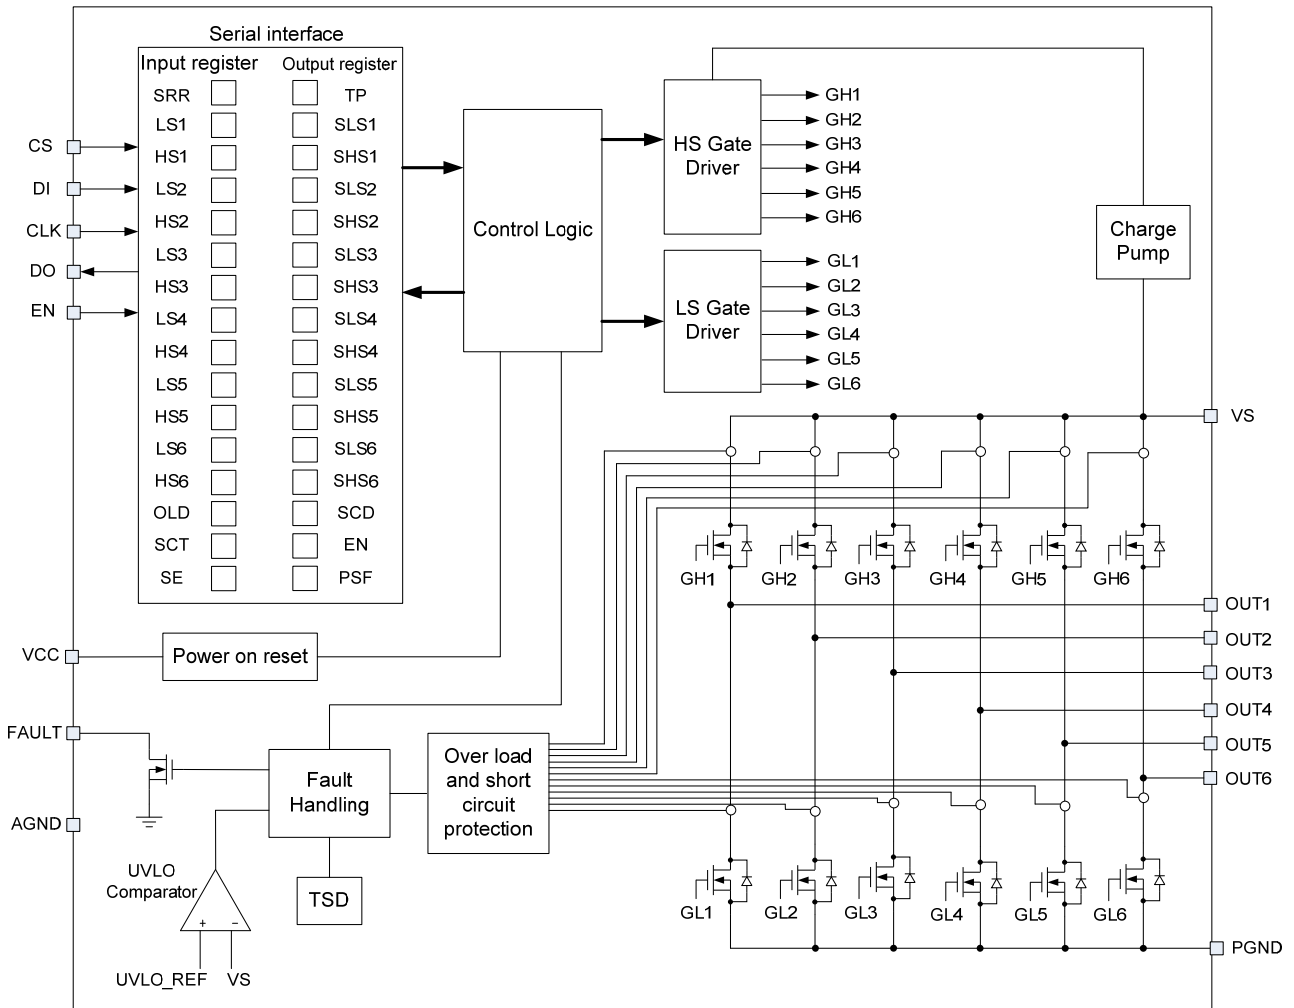 Serial interface
Input register
Output register
SRR
TP
LS1
SLS1
HS1
SHS1
LS2
SLS2
HS2
SHS2
LS3
SLS3
HS3
SHS3
LS4
SLS4
HS4
SHS4
LS5
SLS5
HS5
SHS5
LS6
SLS6
HS6
SHS6
OLD
SCD
SCT
EN
SE
PSF
CS
DI
CLK
DO
EN
Control Logic
HS Gate
Driver
GH1
GH2
GH3
GH4
GH5
GH6
LS Gate
Driver
GL1
GL2
GL3
GL4
GL5
GL6
Charge
Pump
VS
GH1
GH2
GH3
GH4
GH5
GH6
OUT1
OUT2
OUT3
OUT4
OUT5
OUT6
VCC
Power on reset
FAULT
AGND
Fault
Handling
Over load
and short
circuit
protection
UVLO
Comparator
+
−
UVLO_REF
VS
TSD
GL1
GL2
GL3
GL4
GL5
GL6
PGND